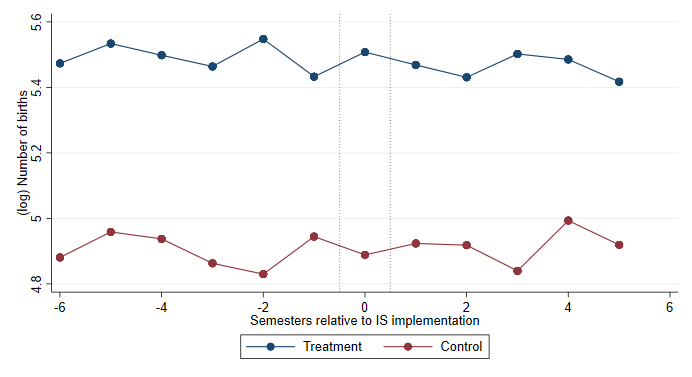 (log) Number of births
5.6
5.4
5.2
5
4.8
-6 -4 -2 0 2 4 6
Semesters relative to IS implementation
Treatment Control